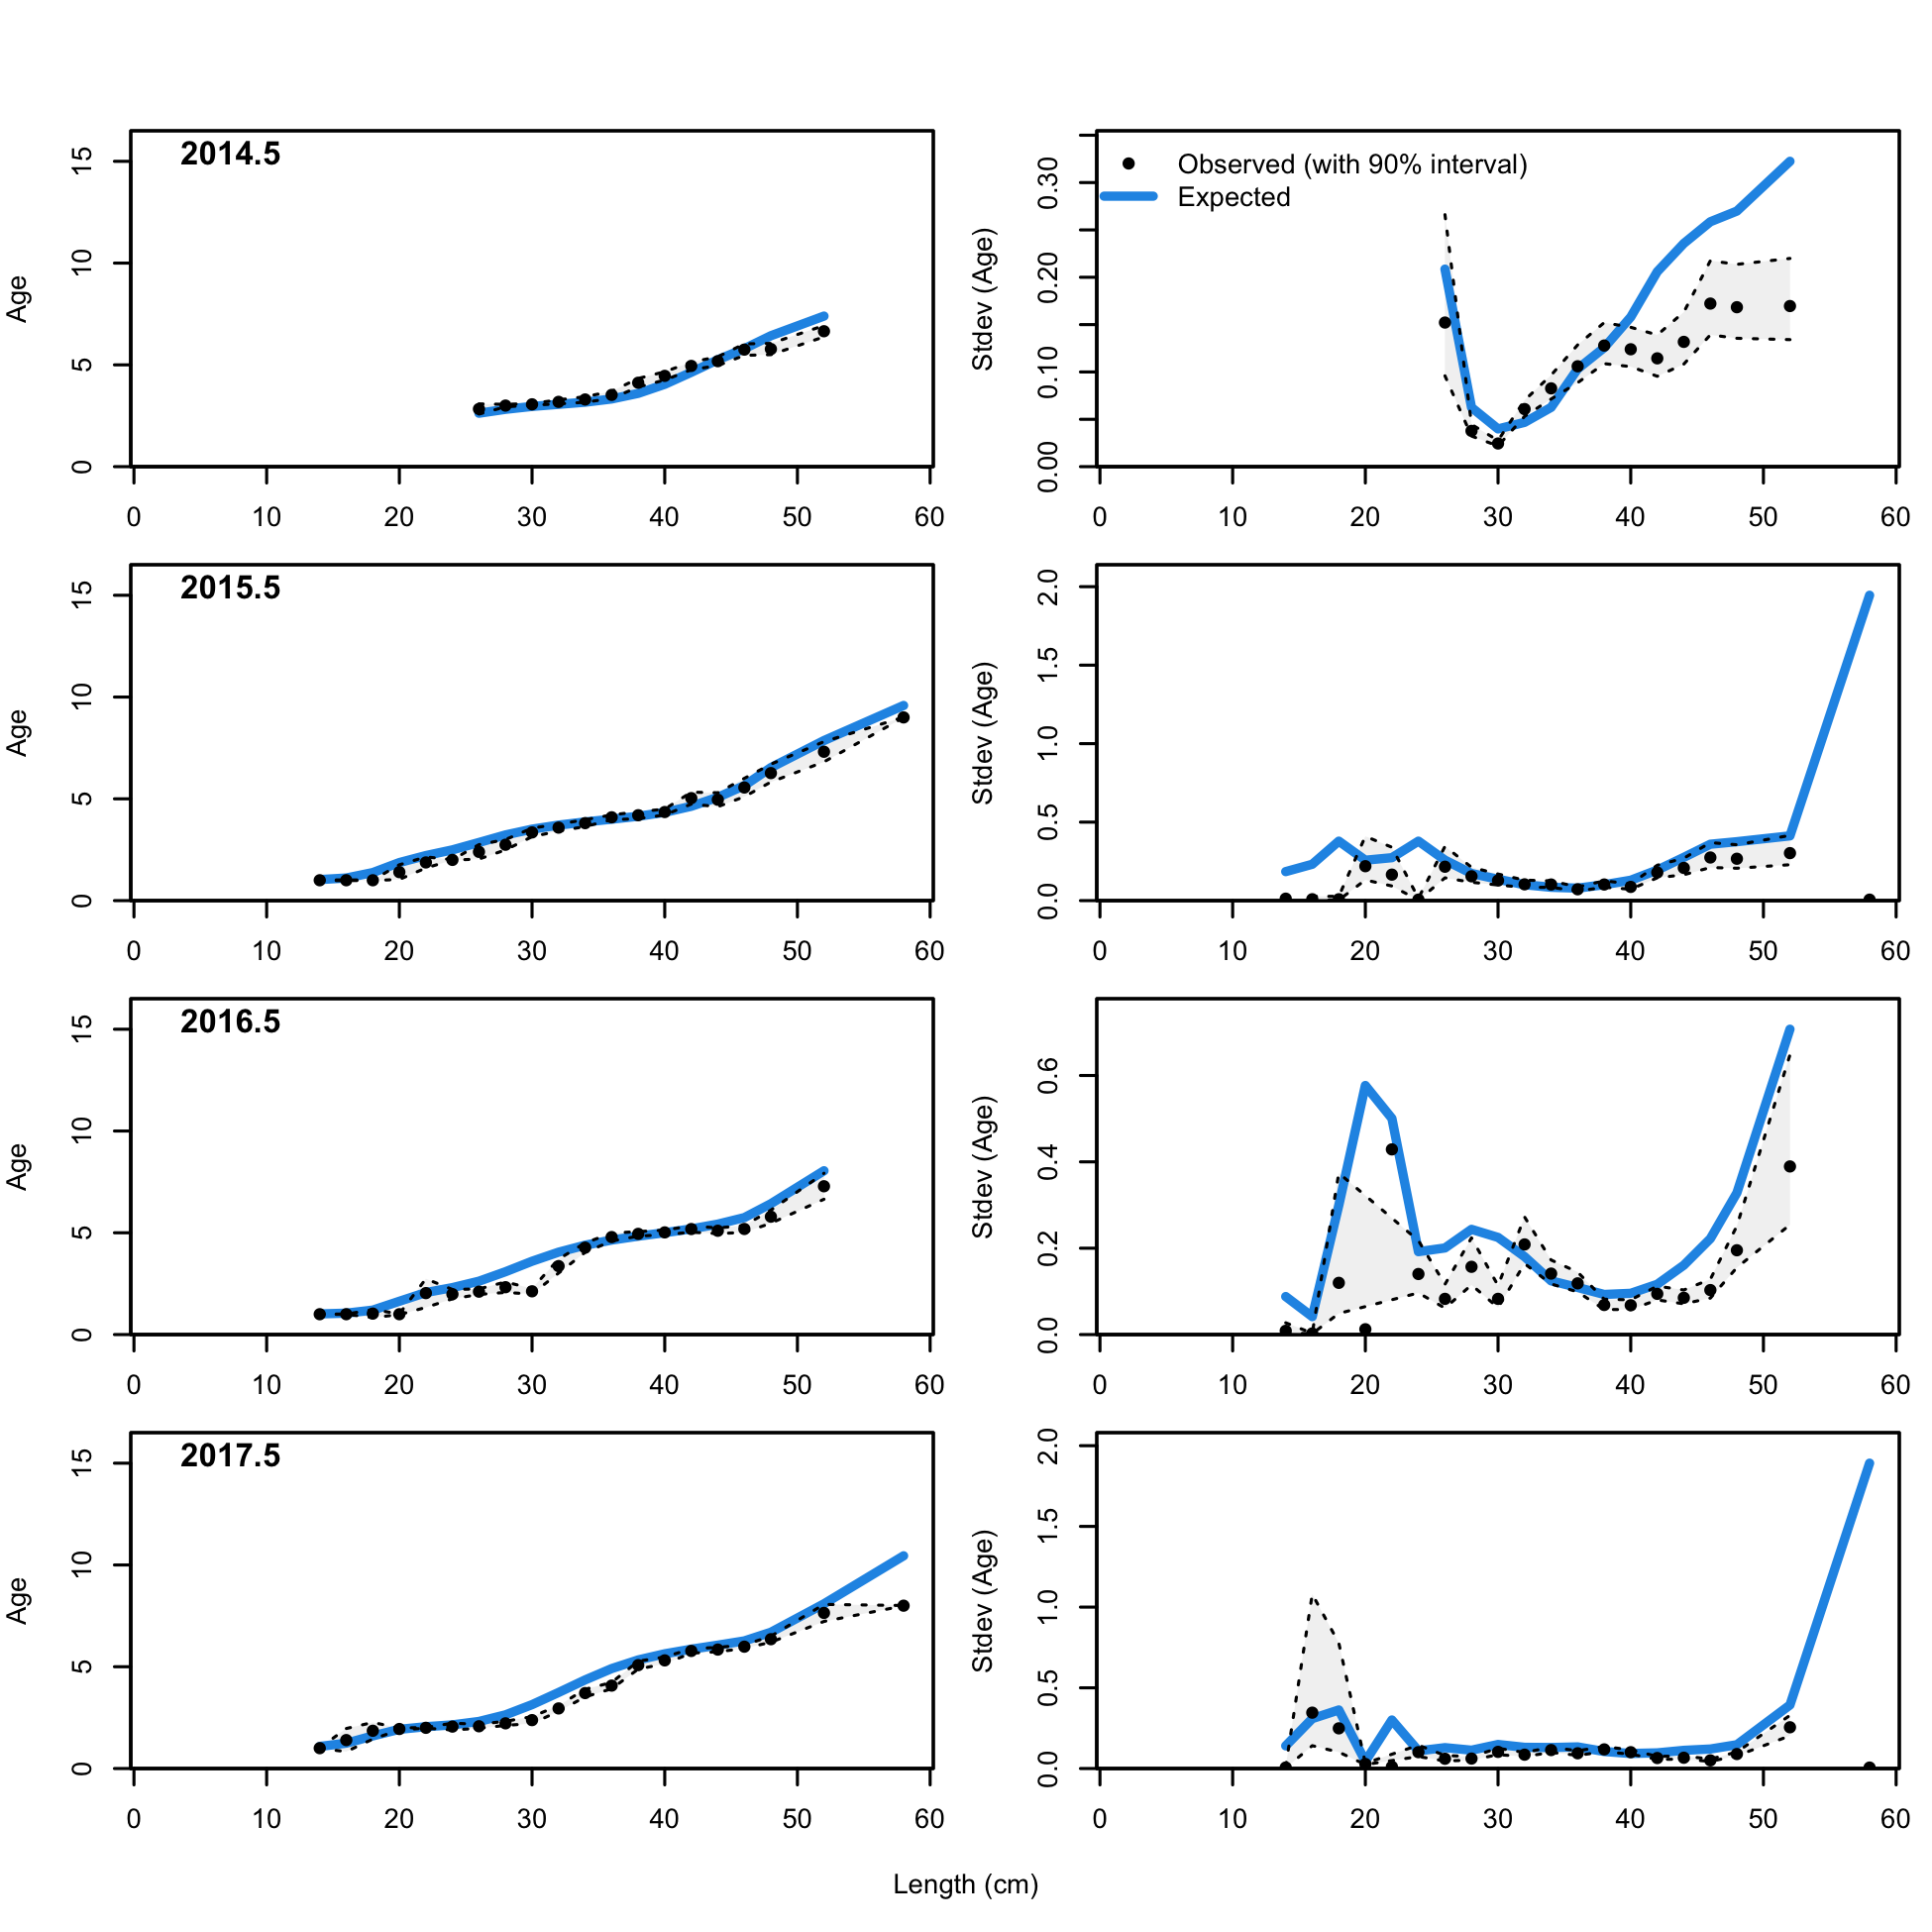 2014.5
Age
0 5 10 15
0 10 20 30 40 50 60
Observed (with 90% interval)
Expected
Stdev (Age)
0.00 0.10 0.20 0.30
0 10 20 30 40 50 60
2015.5
Age
0 5 10 15
0 10 20 30 40 50 60
Stdev (Age)
0.0 0.5 1.0 1.5 2.0
0 10 20 30 40 50 60
2016.5
Age
0 5 10 15
0 10 20 30 40 50 60
Stdev (Age)
0.0 0.2 0.4 0.6
0 10 20 30 40 50 60
2017.5
Age
0 5 10 15
0 10 20 30 40 50 60
Stdev (Age)
0.0 0.5 1.0 1.5 2.0
0 10 20 30 40 50 60
Length (cm)